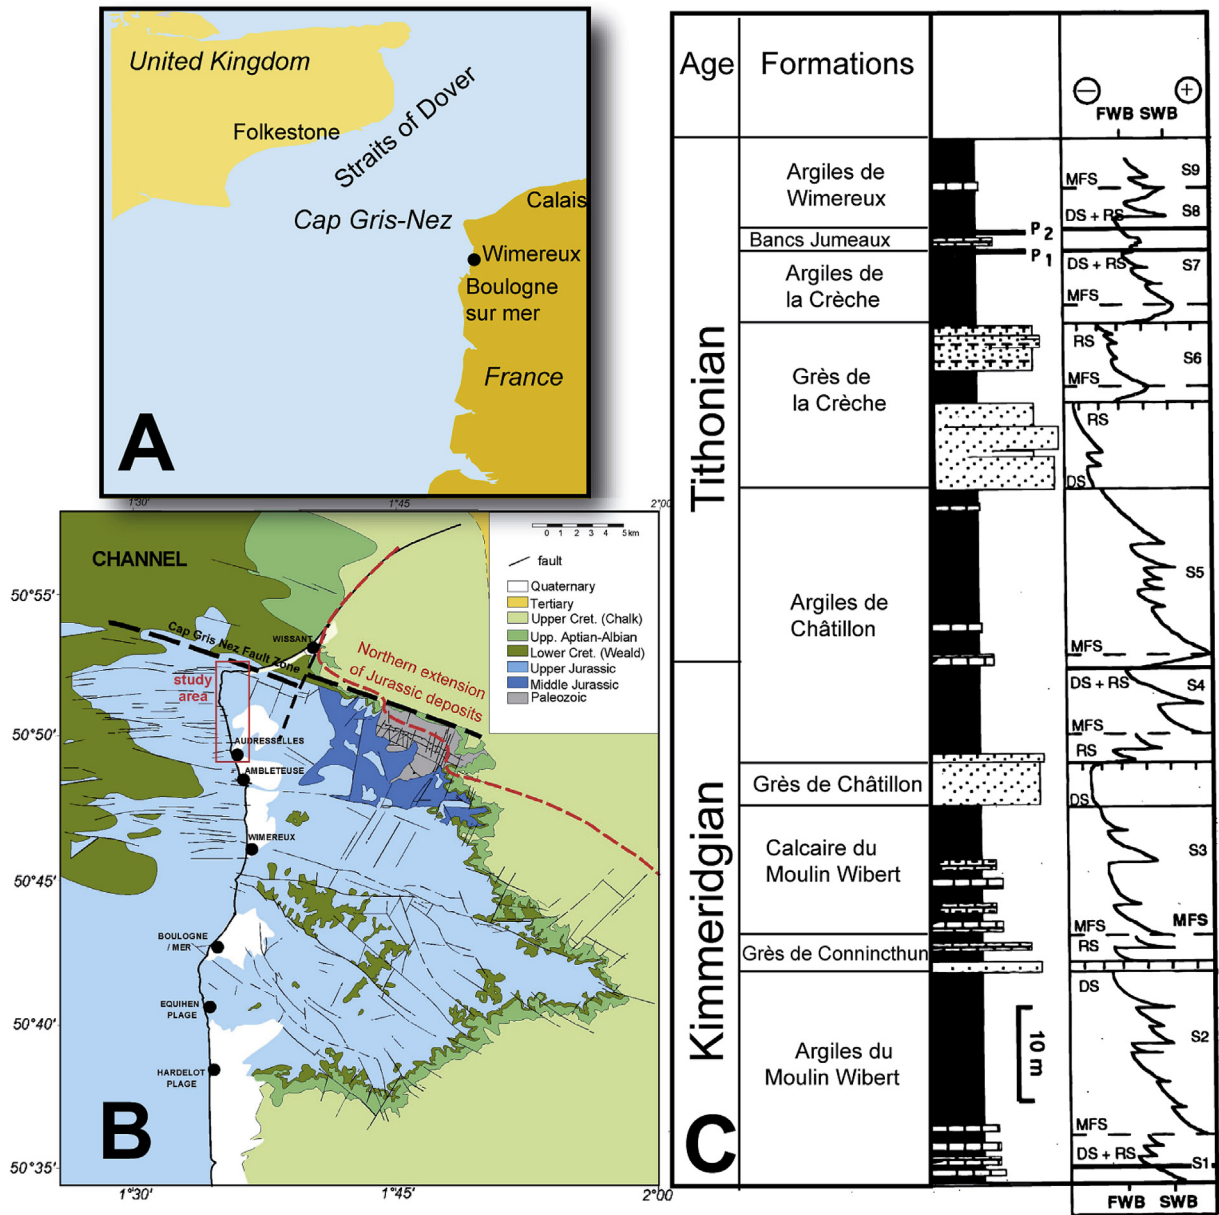 United Kingdom
Folkestone
Straits of Dover
Cap Gris-Nez
Calais
Wimereux
Boulogne
sur mer
France
A
1°30'
1°45
2°00
CHANNEL
0 1 2 3 4 5 km
fault
Quaternary
Tertiary
Upper Cret. (Chalk)
Upp. Aptian-Albian
Lower Cret. (Weald)
Upper Jurassic
Middle Jurassic
Paleozoic
50°55'
Cap Gris Nez Fault Zone
WISSANT
Northern extension
of Jurassic deposits
study
area
50°50'
AUDRESSELLES
AMBLETEUSE
WIMEREUX
50°45'
BOULOGNE
/ MER
EQUIHEN
PLAGE
50°40'
HARDELOT
PLAGE
B
50°35'
1°30'
1°45'
2°00
Age
Formations
FWB SWB
Tithonian
Kimmeridgian
Argiles de
Wimereux
Bancs Jumeaux
Argiles de
la Crèche
Grès de
la Crèche
Argiles de
Châtillon
Grès de Châtillon
Calcaire du
Moulin Wibert
Grès de Connincthun
Argiles du
Moulin Wibert
P2
P1
10 m
MFS
S9
DS + RS
S8
DS + RS
S7
MFS
RS
S6
MFS
RS
DS
S5
MFS
DS + RS
S4
MFS
RS
DS
S3
MFS
MFS
RS
DS
S2
MFS
DS + RS
S1
FWB SWB
C